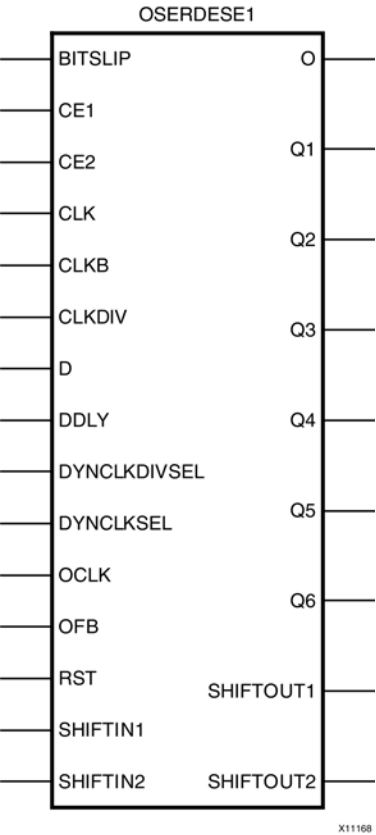 OSERDESE1
BITSLIP
O
CE1
Q1
CE2
CLK
Q2
CLKB
CLKDIV
Q3
D
DDLY
Q4
DYNCLKDIVSEL
Q5
DYNCLKSEL
OCLK
Q6
OFB
RST
SHIFTOUT1
SHIFTIN1
SHIFTIN2
SHIFTOUT2
X11168